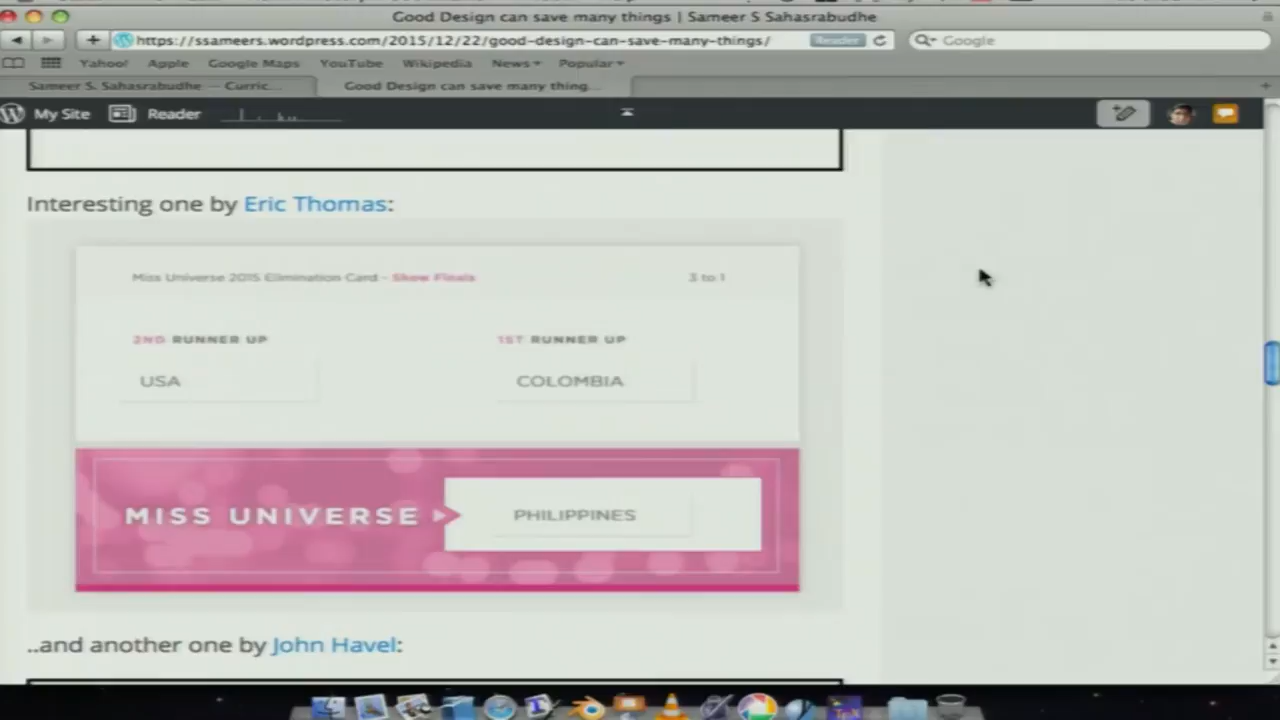 Good Design can save many things | Sameer S Sahasrabudhe
https://ssameers.wordpress.com/2015/12/22/good-design-can-save-many-things/
Reader
Google
Yahoo!
Apple
Google Maps
YouTube
Wikipedia
News
Popular
Sameer S. Sahasrabudhe — Curric...
Good Design can save many thing...
My Site
Reader
Interesting one by Eric Thomas:
Miss Universe 2015 Elimination Card - Show Finals
3 to 1
2ND RUNNER UP
1ST RUNNER UP
USA
COLOMBIA
MISS UNIVERSE
PHILIPPINES
..and another one by John Havel: